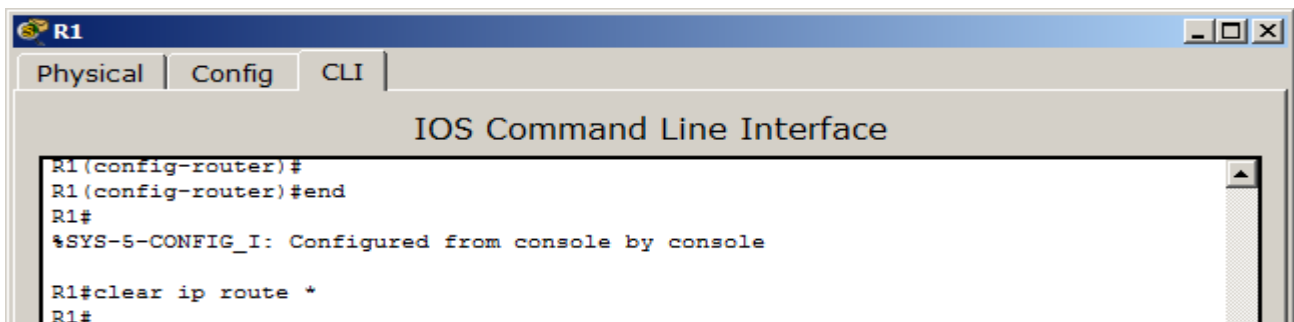 R1
Physical Config CLI
IOS Command Line Interface
R1(config-router)#
R1(config-router)#end
R1#
%SYS-5-CONFIG_I: Configured from console by console
R1#clear ip route *
R1#